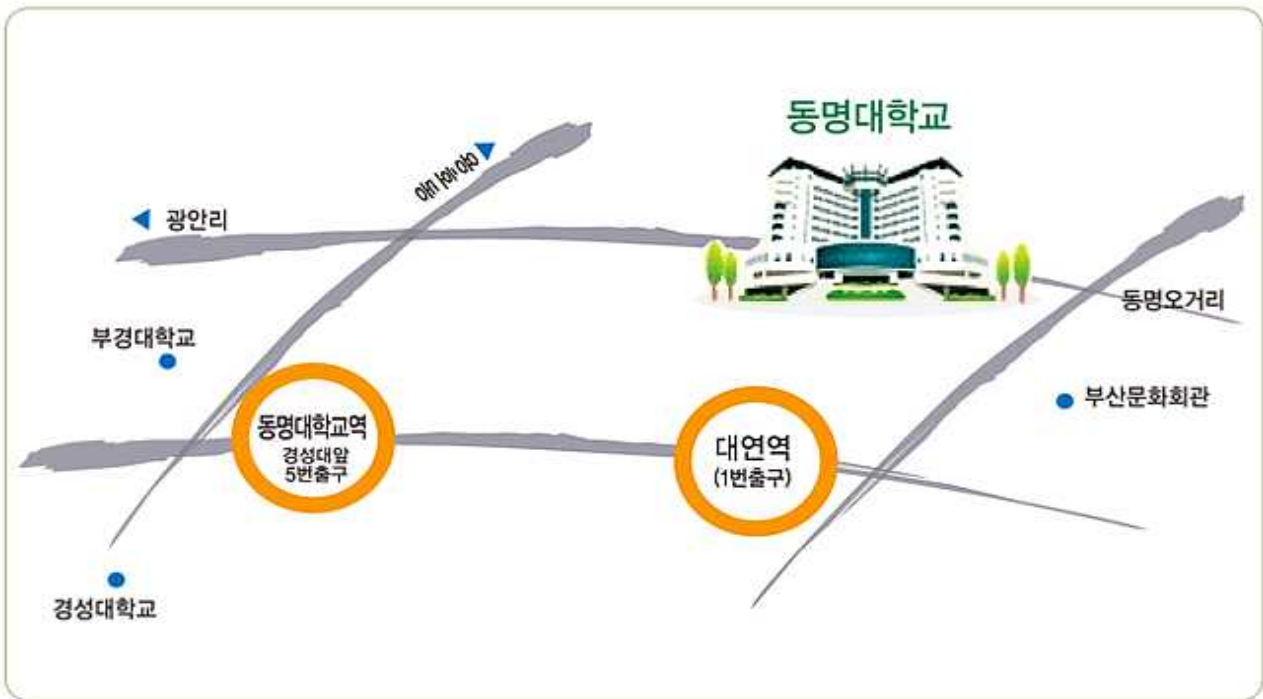 동명대학교
용호동
광안리
동명오거리
부경대학교
부산문화회관
동명대학교역
경성대앞
5번출구
대연역
(1번출구)
경성대학교